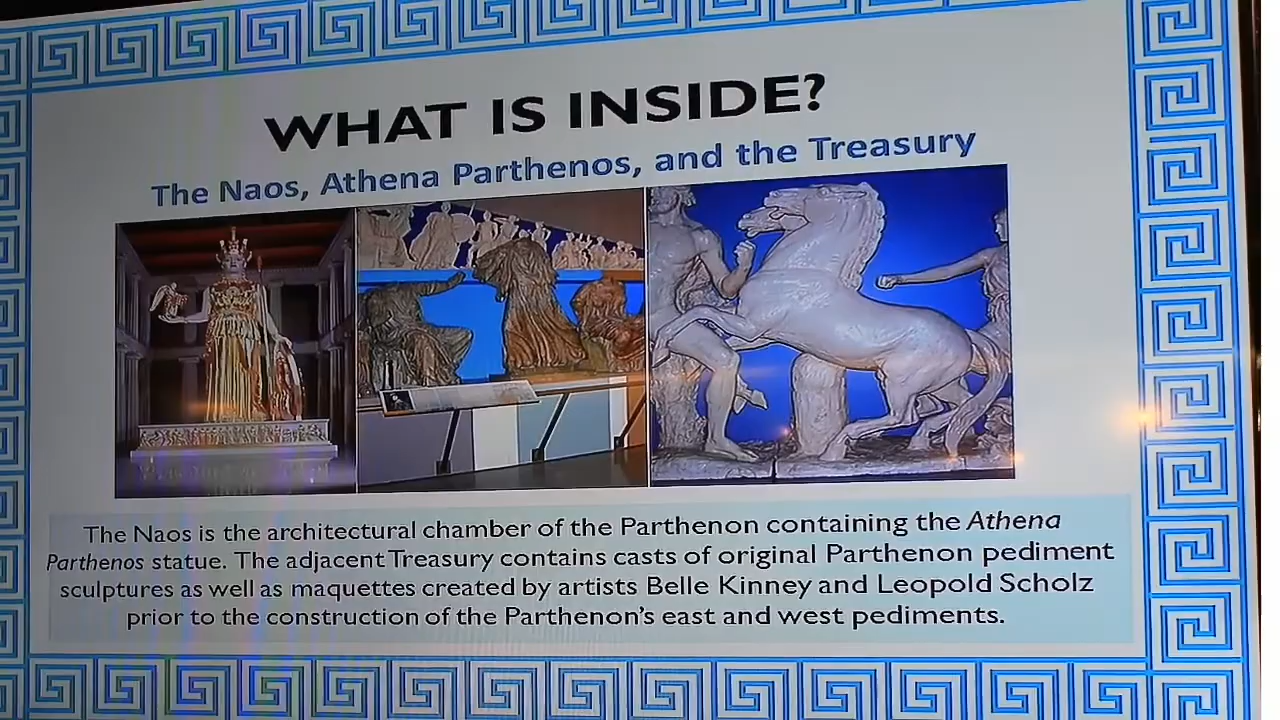 WHAT IS INSIDE?
The Naos, Athena Parthenos, and the Treasury
The Naos is the architectural chamber of the Parthenon containing the Athena
Parthenos statue. The adjacent Treasury contains casts of original Parthenon pediment
sculptures as well as maquettes created by artists Belle Kinney and Leopold Scholz
prior to the construction of the Parthenon's east and west pediments.